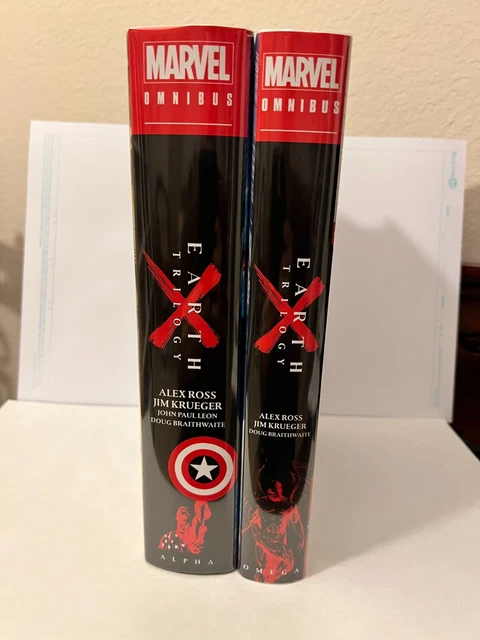 MARVEL
OMNIBUS
EARTH
TRILOGY
X
ALEX ROSS
JIM KRUEGER
JOHN PAUL LEON
DOUG BRAITHWAITE
ALPHA
MARVEL
OMNIBUS
EARTH
TRILOGY
X
ALEX ROSS
JIM KRUEGER
DOUG BRAITHWAITE
OMEGA